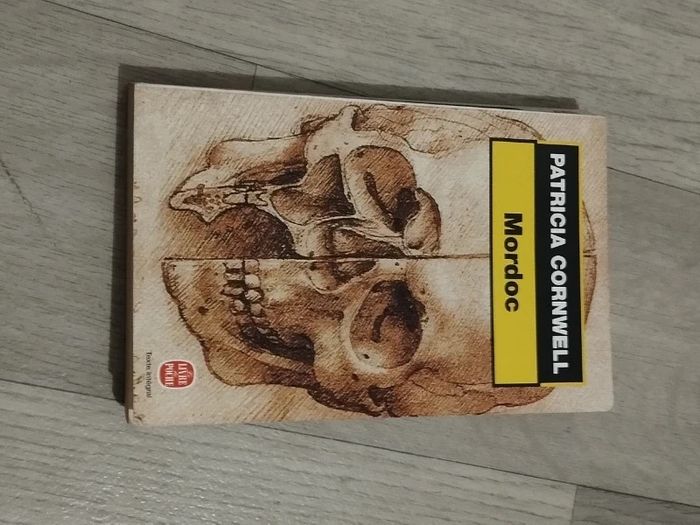 PATRICIA CORNWELL
Mordoc
LE LIVRE
DE POCHE
Texte intégral